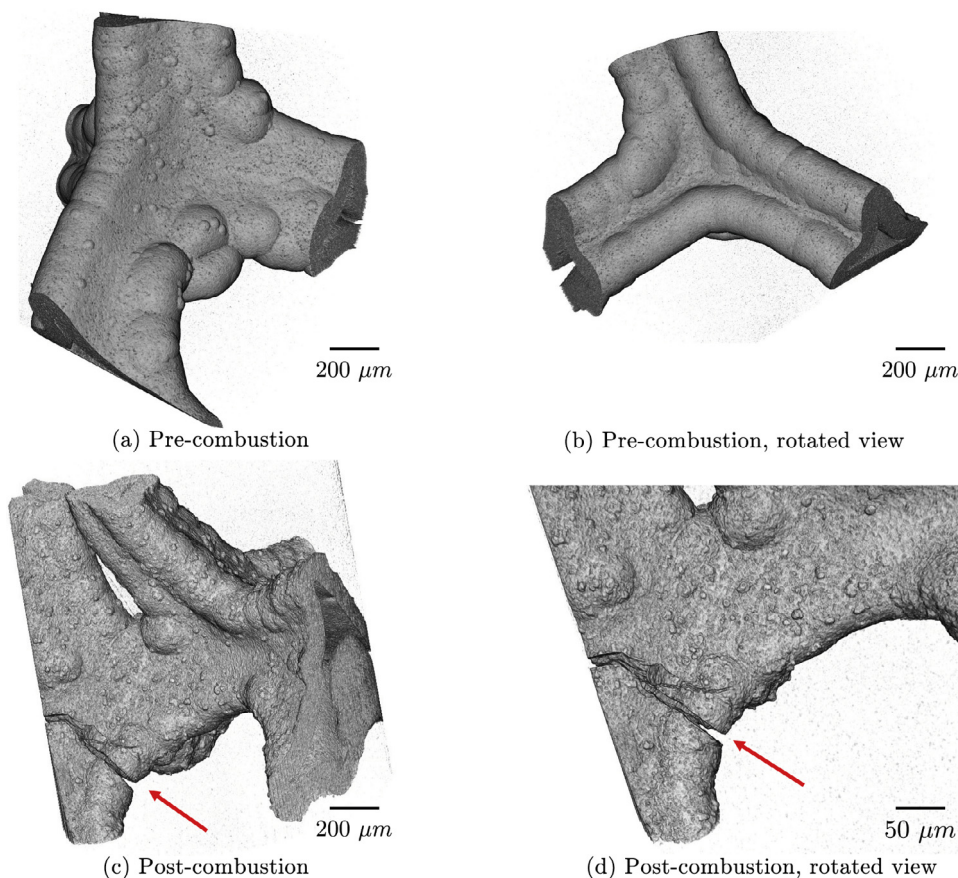 200 μm
200 μm
(a) Pre-combustion
(b) Pre-combustion, rotated view
200 μm
50 μm
(c) Post-combustion
(d) Post-combustion, rotated view